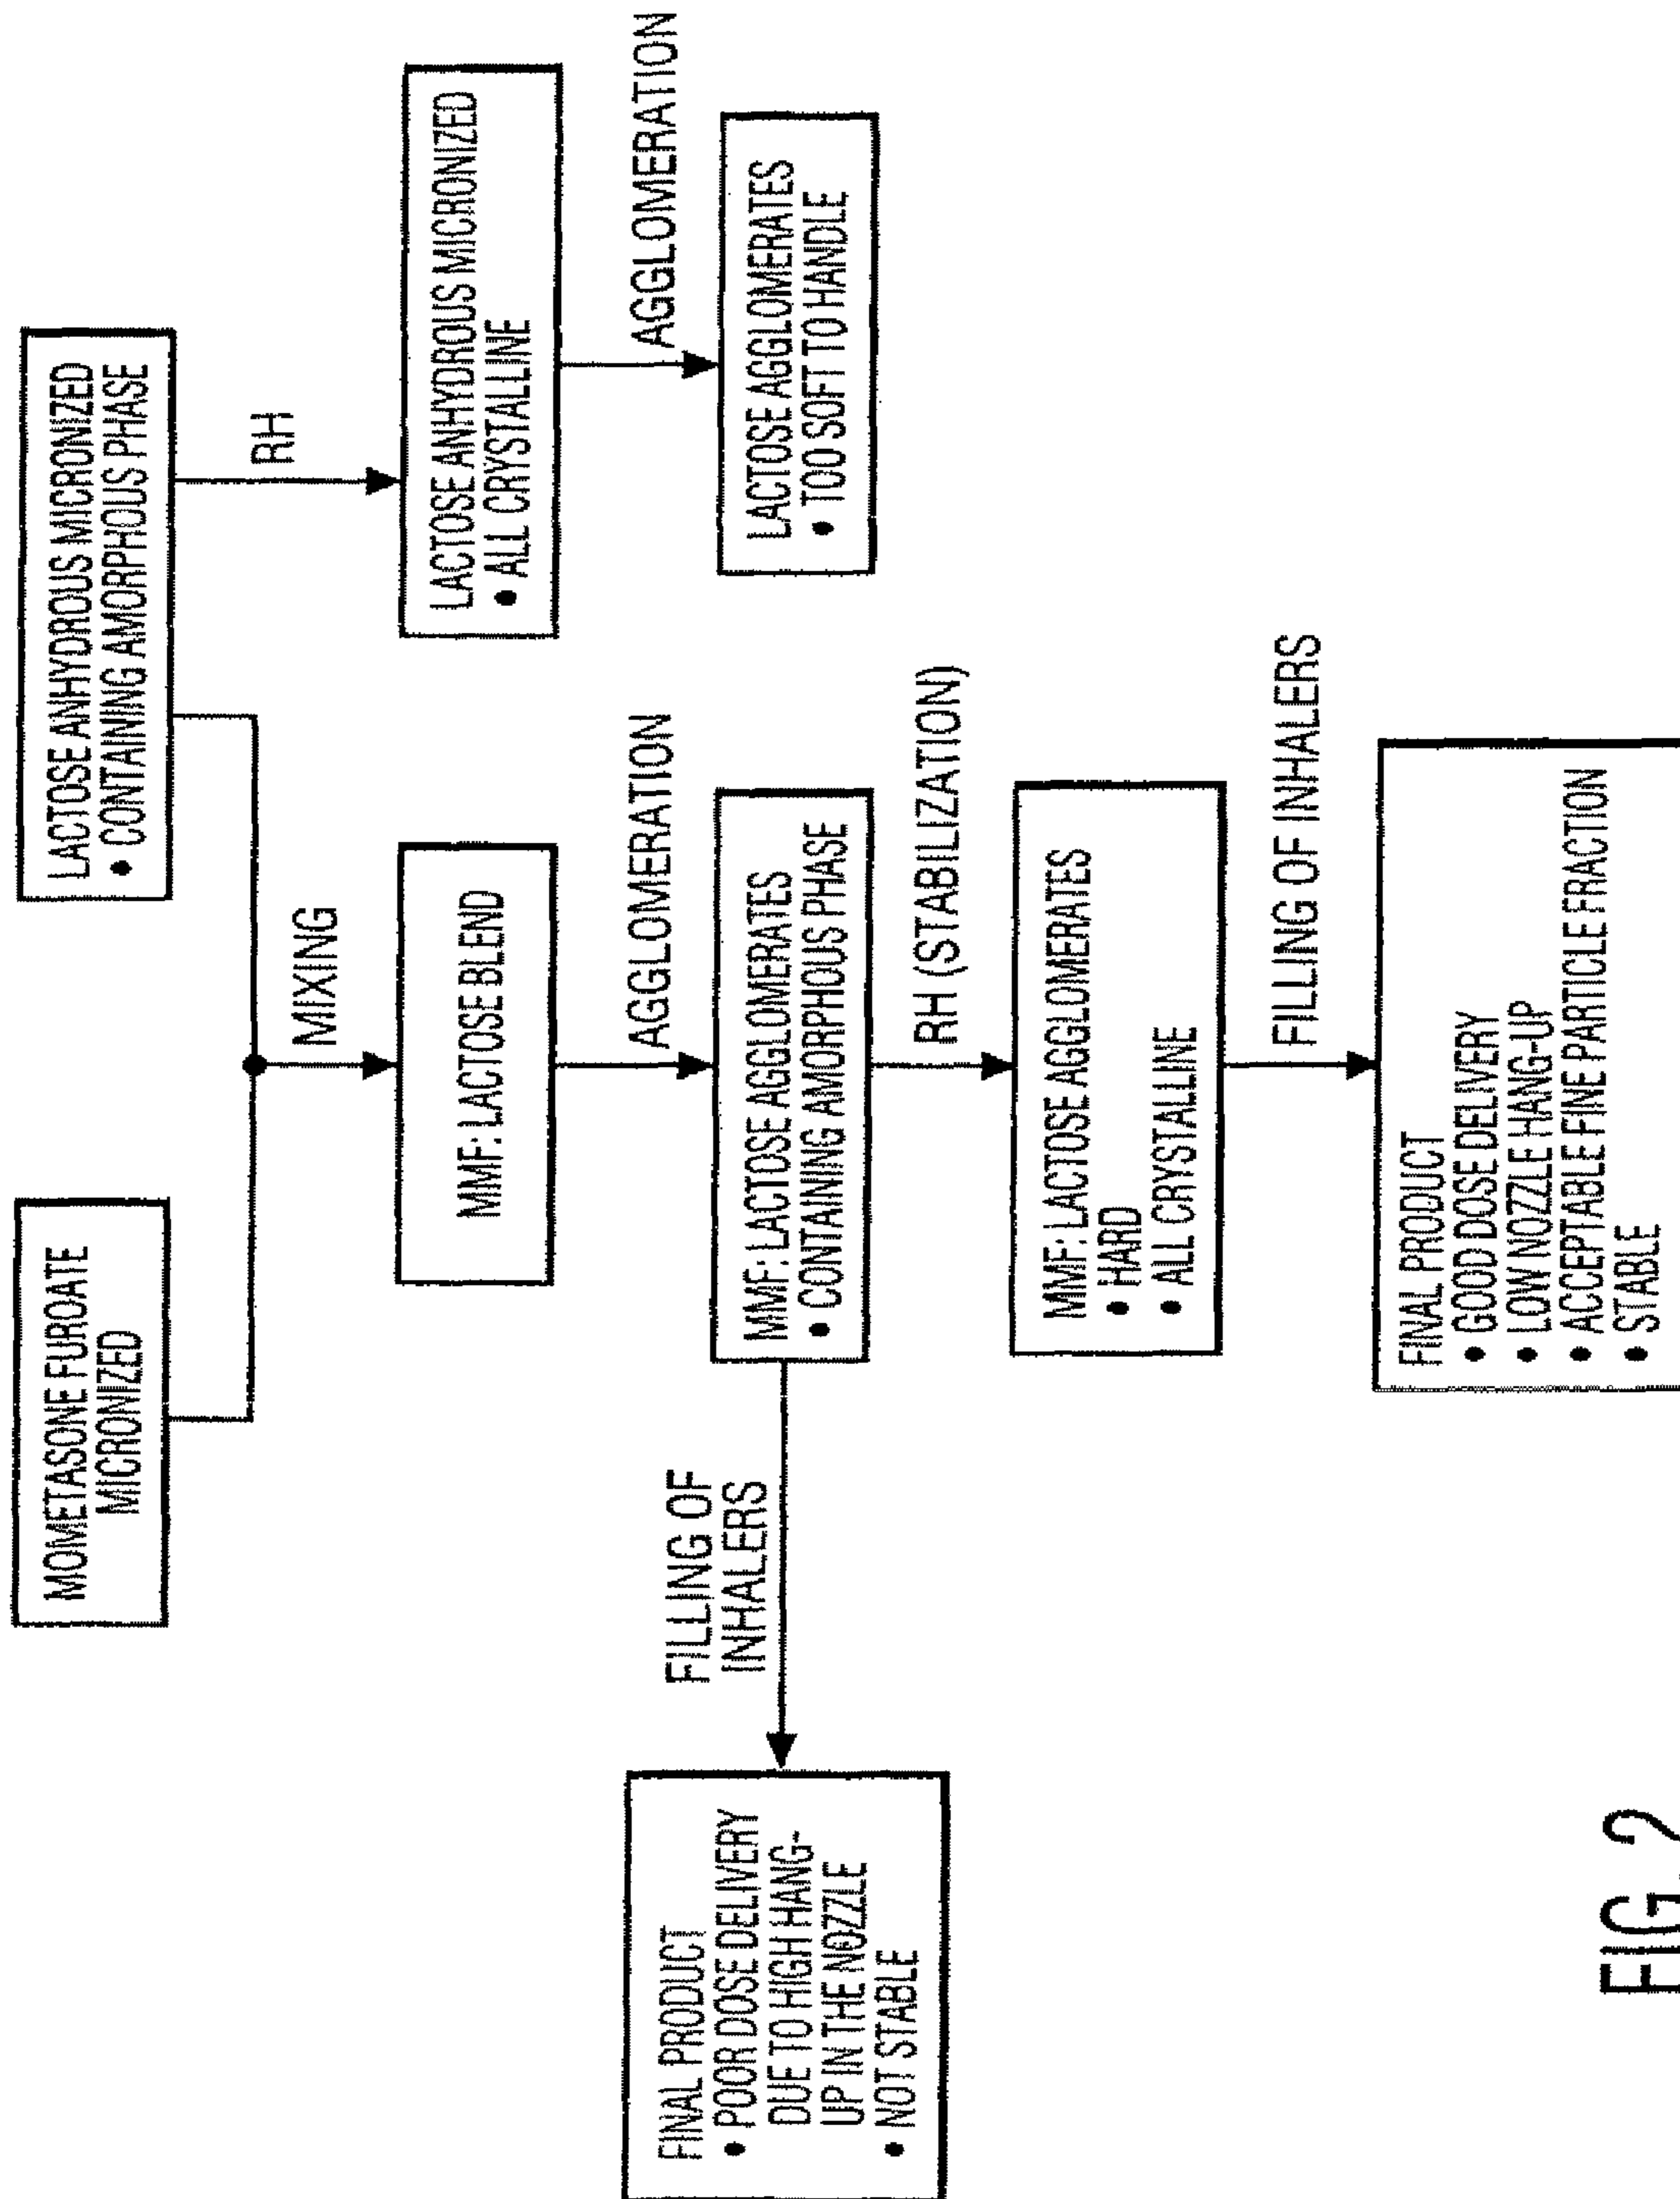 MOMETASONE FUROATE
MICRONIZED
LACTOSE ANHYDROUS MICRONIZED
• CONTAINING AMORPHOUS PHASE
MIXING
RH
MMF: LACTOSE BLEND
LACTOSE ANHYDROUS MICRONIZED
• ALL CRYSTALLINE
AGGLOMERATION
AGGLOMERATION
FINAL PRODUCT
• POOR DOSE DELIVERY
DUE TO HIGH HANG-
UP IN THE NOZZLE
• NOT STABLE
FILLING OF
INHALERS
MMF: LACTOSE AGGLOMERATES
• CONTAINING AMORPHOUS PHASE
LACTOSE AGGLOMERATES
• TOO SOFT TO HANDLE
RH (STABILIZATION)
MMF: LACTOSE AGGLOMERATES
• HARD
• ALL CRYSTALLINE
FILLING OF INHALERS
FINAL PRODUCT
• GOOD DOSE DELIVERY
• LOW NOZZLE HANG-UP
• ACCEPTABLE FINE PARTICLE FRACTION
• STABLE
FIG. 2